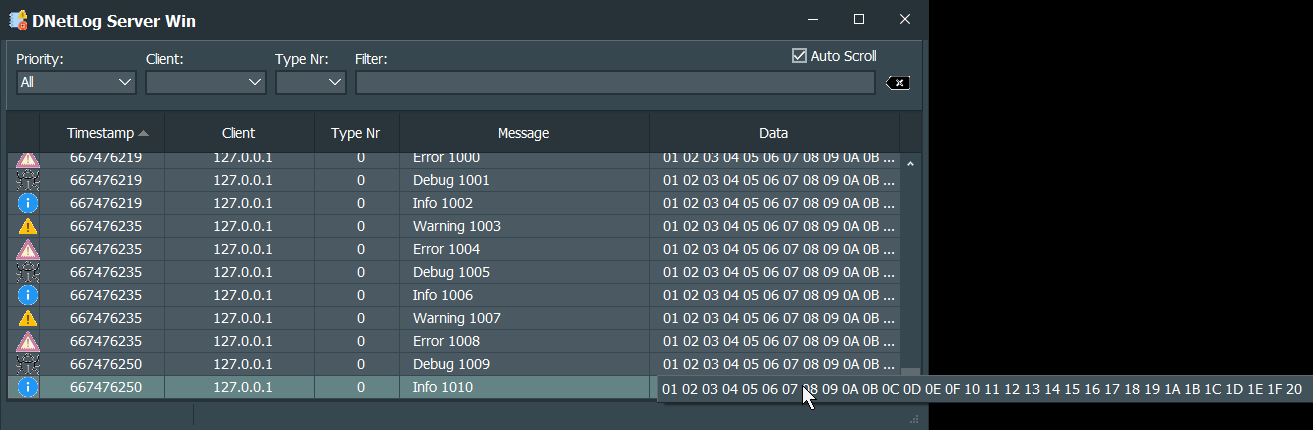 DNetLog Server Win
Priority: Client: Type Nr: Filter: Auto Scroll
All
Timestamp Client Type Nr Message Data
667476219 127.0.0.1 0 Error 1000 01 02 03 04 05 06 07 08 09 0A 0B ...
667476219 127.0.0.1 0 Debug 1001 01 02 03 04 05 06 07 08 09 0A 0B ...
667476219 127.0.0.1 0 Info 1002 01 02 03 04 05 06 07 08 09 0A 0B ...
667476235 127.0.0.1 0 Warning 1003 01 02 03 04 05 06 07 08 09 0A 0B ...
667476235 127.0.0.1 0 Error 1004 01 02 03 04 05 06 07 08 09 0A 0B ...
667476235 127.0.0.1 0 Debug 1005 01 02 03 04 05 06 07 08 09 0A 0B ...
667476235 127.0.0.1 0 Info 1006 01 02 03 04 05 06 07 08 09 0A 0B ...
667476235 127.0.0.1 0 Warning 1007 01 02 03 04 05 06 07 08 09 0A 0B ...
667476235 127.0.0.1 0 Error 1008 01 02 03 04 05 06 07 08 09 0A 0B ...
667476250 127.0.0.1 0 Debug 1009 01 02 03 04 05 06 07 08 09 0A 0B ...
667476250 127.0.0.1 0 Info 1010 01 02 03 04 05 06 07 08 09 0A 0B 0C 0D 0E 0F 10 11 12 13 14 15 16 17 18 19 1A 1B 1C 1D 1E 1F 20